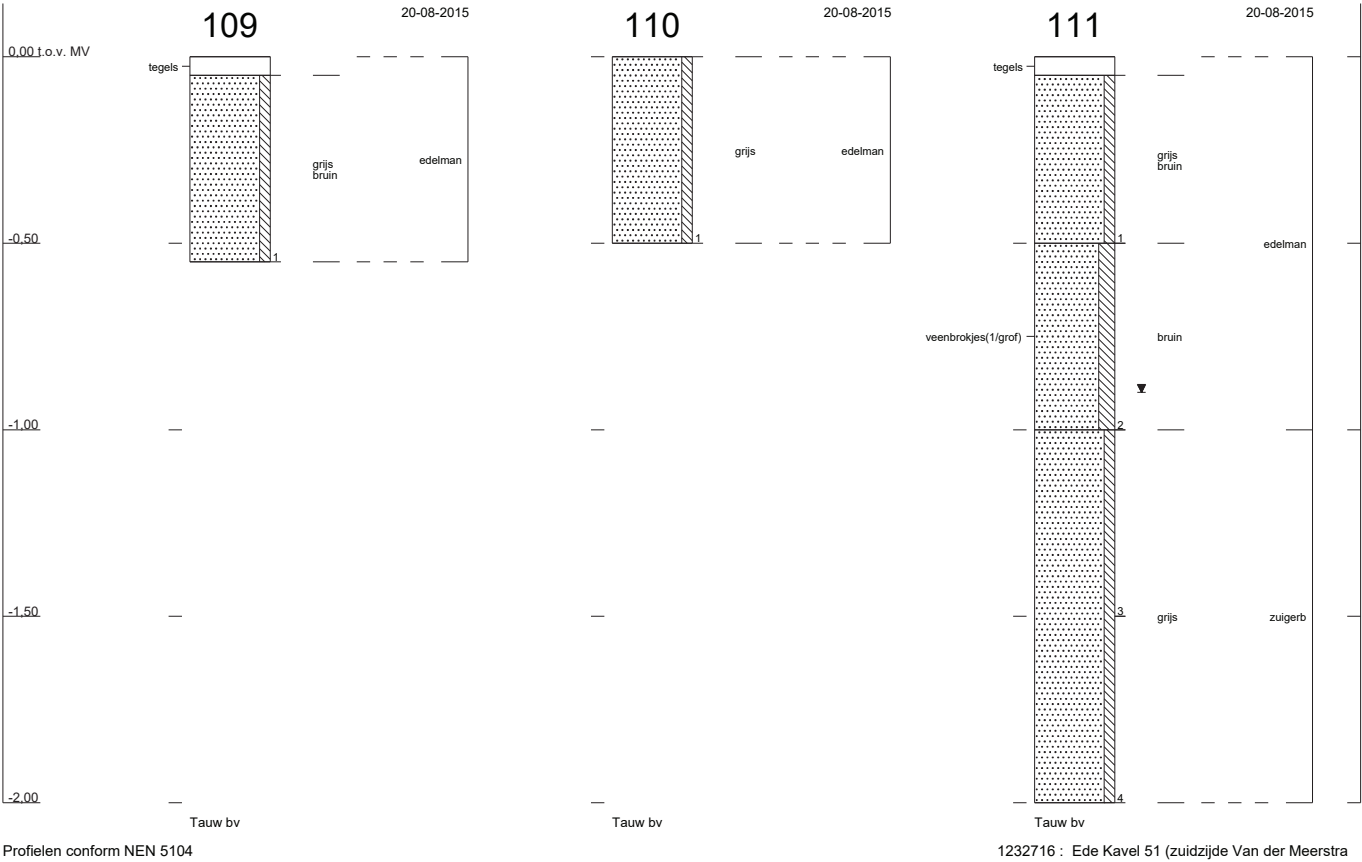 109
20-08-2015
110
20-08-2015
111
20-08-2015
0,00 t.o.v. MV
tegels
grijs
bruin
edelman
1
grijs
edelman
1
tegels
grijs
bruin
1
edelman
-0,50
veenbrokjes(1/grof)
bruin
2
-1,00
-1,50
3
grijs
zuigerb
4
-2,00
Tauw bv
Tauw bv
Tauw bv
Profielen conform NEN 5104
1232716 : Ede Kavel 51 (zuidzijde Van der Meerstra